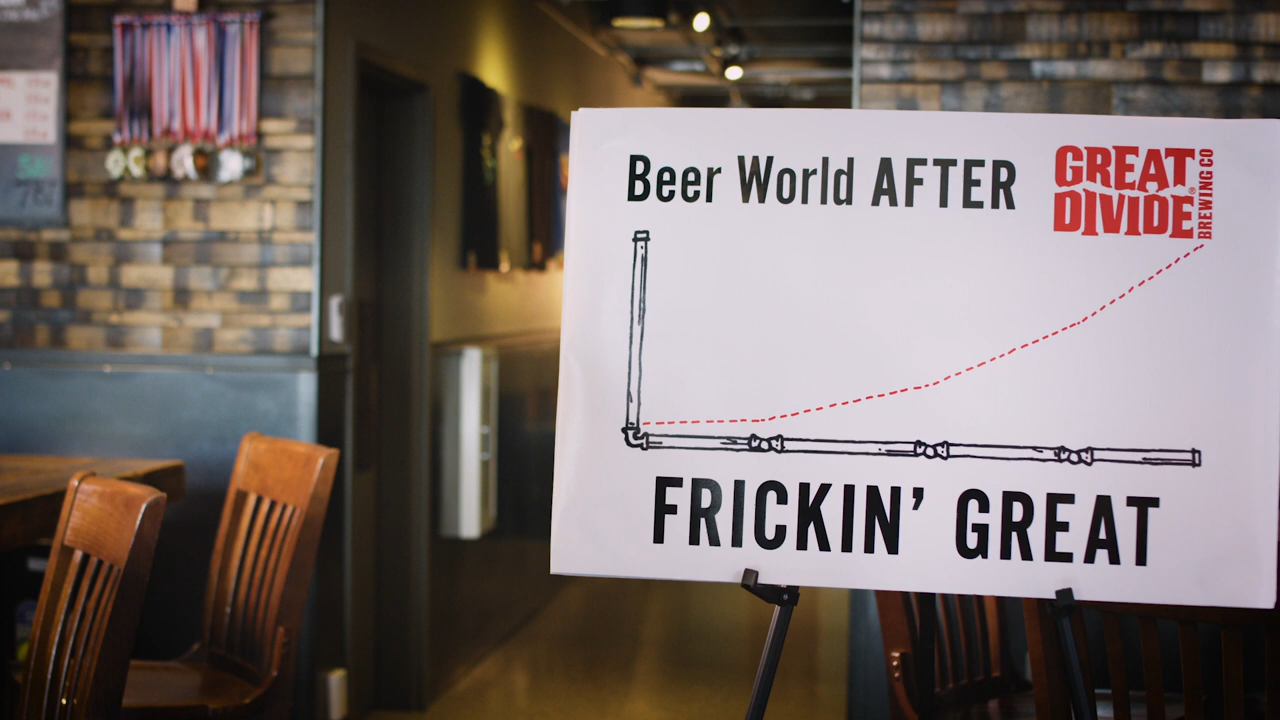 Beer World AFTER
GREAT
DIVIDE®
BREWING CO
FRICKIN' GREAT